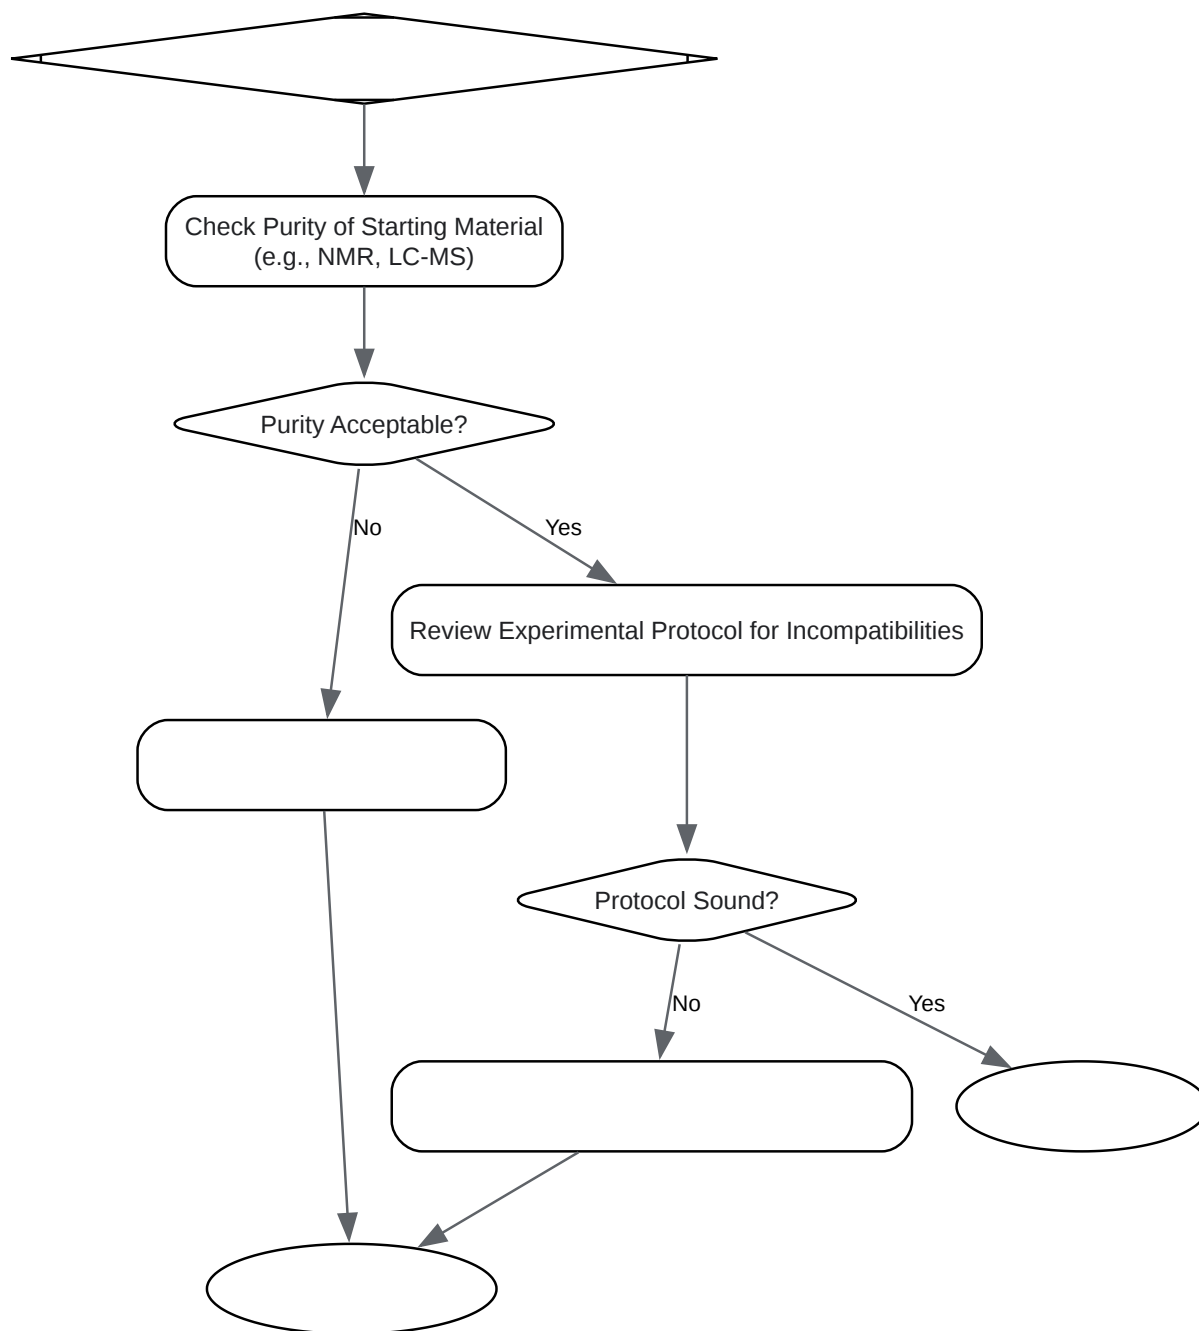 Check Purity of Starting Material
(e.g., NMR, LC-MS)
Purity Acceptable?
No
Yes
Review Experimental Protocol for Incompatibilities
Protocol Sound?
No
Yes